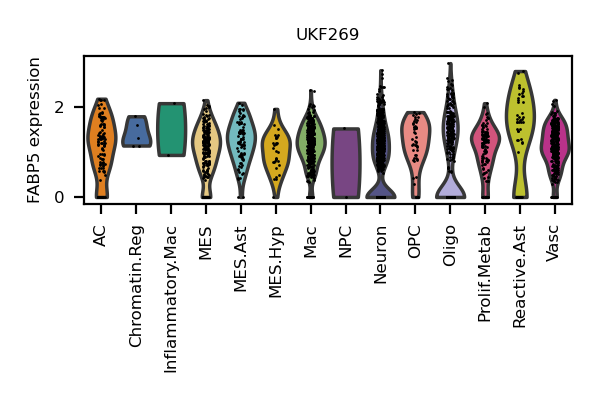 UKF269
FABP5 expression
2
0
AC
Chromatin.Reg
Inflammatory.Mac
MES
MES.Ast
MES.Hyp
Mac
NPC
Neuron
OPC
Oligo
Prolif.Metab
Reactive.Ast
Vasc